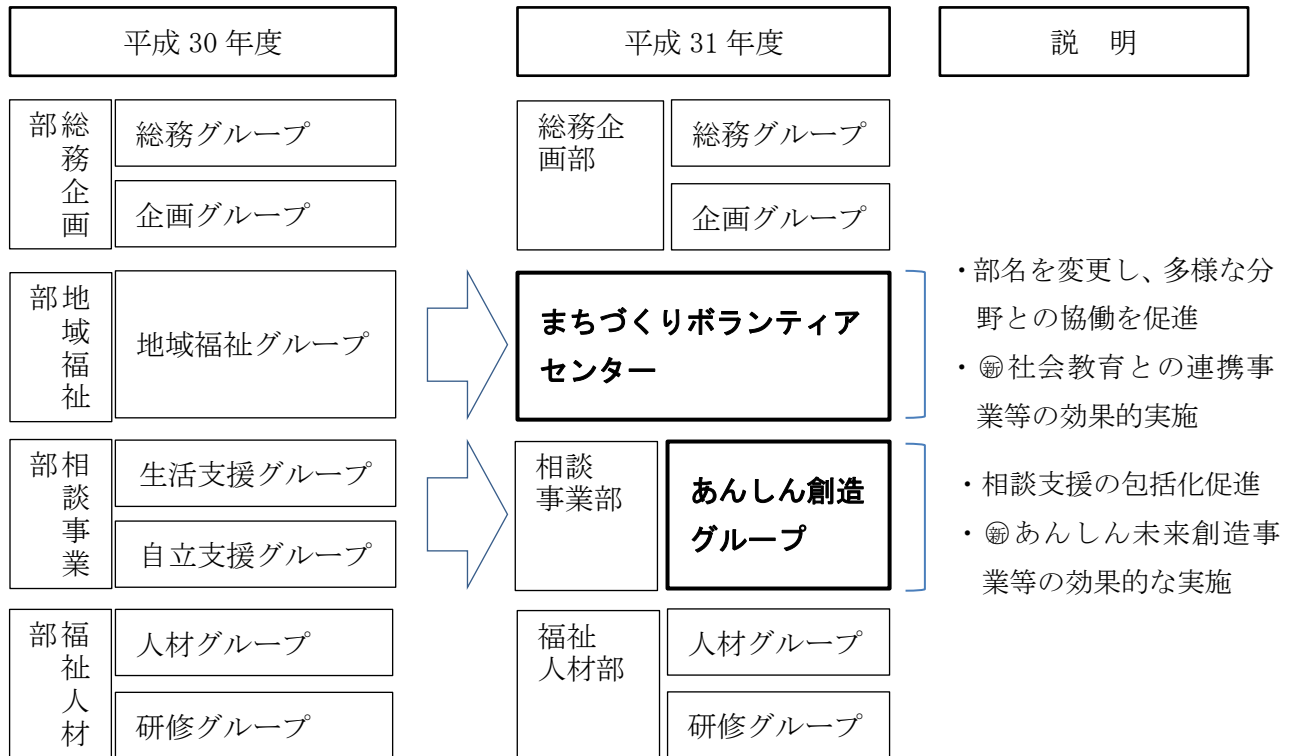 平成 30 年度
平成 31 年度
説　明
総務企画部
総務グループ
企画グループ
総務企
画部
総務グループ
企画グループ
地域福祉部
地域福祉グループ
まちづくりボランティア
センター
・部名を変更し、多様な分
野との協働を促進
・㊟社会教育との連携事
業等の効果的実施
相談事業部
生活支援グループ
自立支援グループ
相談
事業部
あんしん創造
グループ
・相談支援の包括化促進
・㊟あんしん未来創造事
業等の効果的な実施
福祉人材部
人材グループ
研修グループ
福祉
人材部
人材グループ
研修グループ